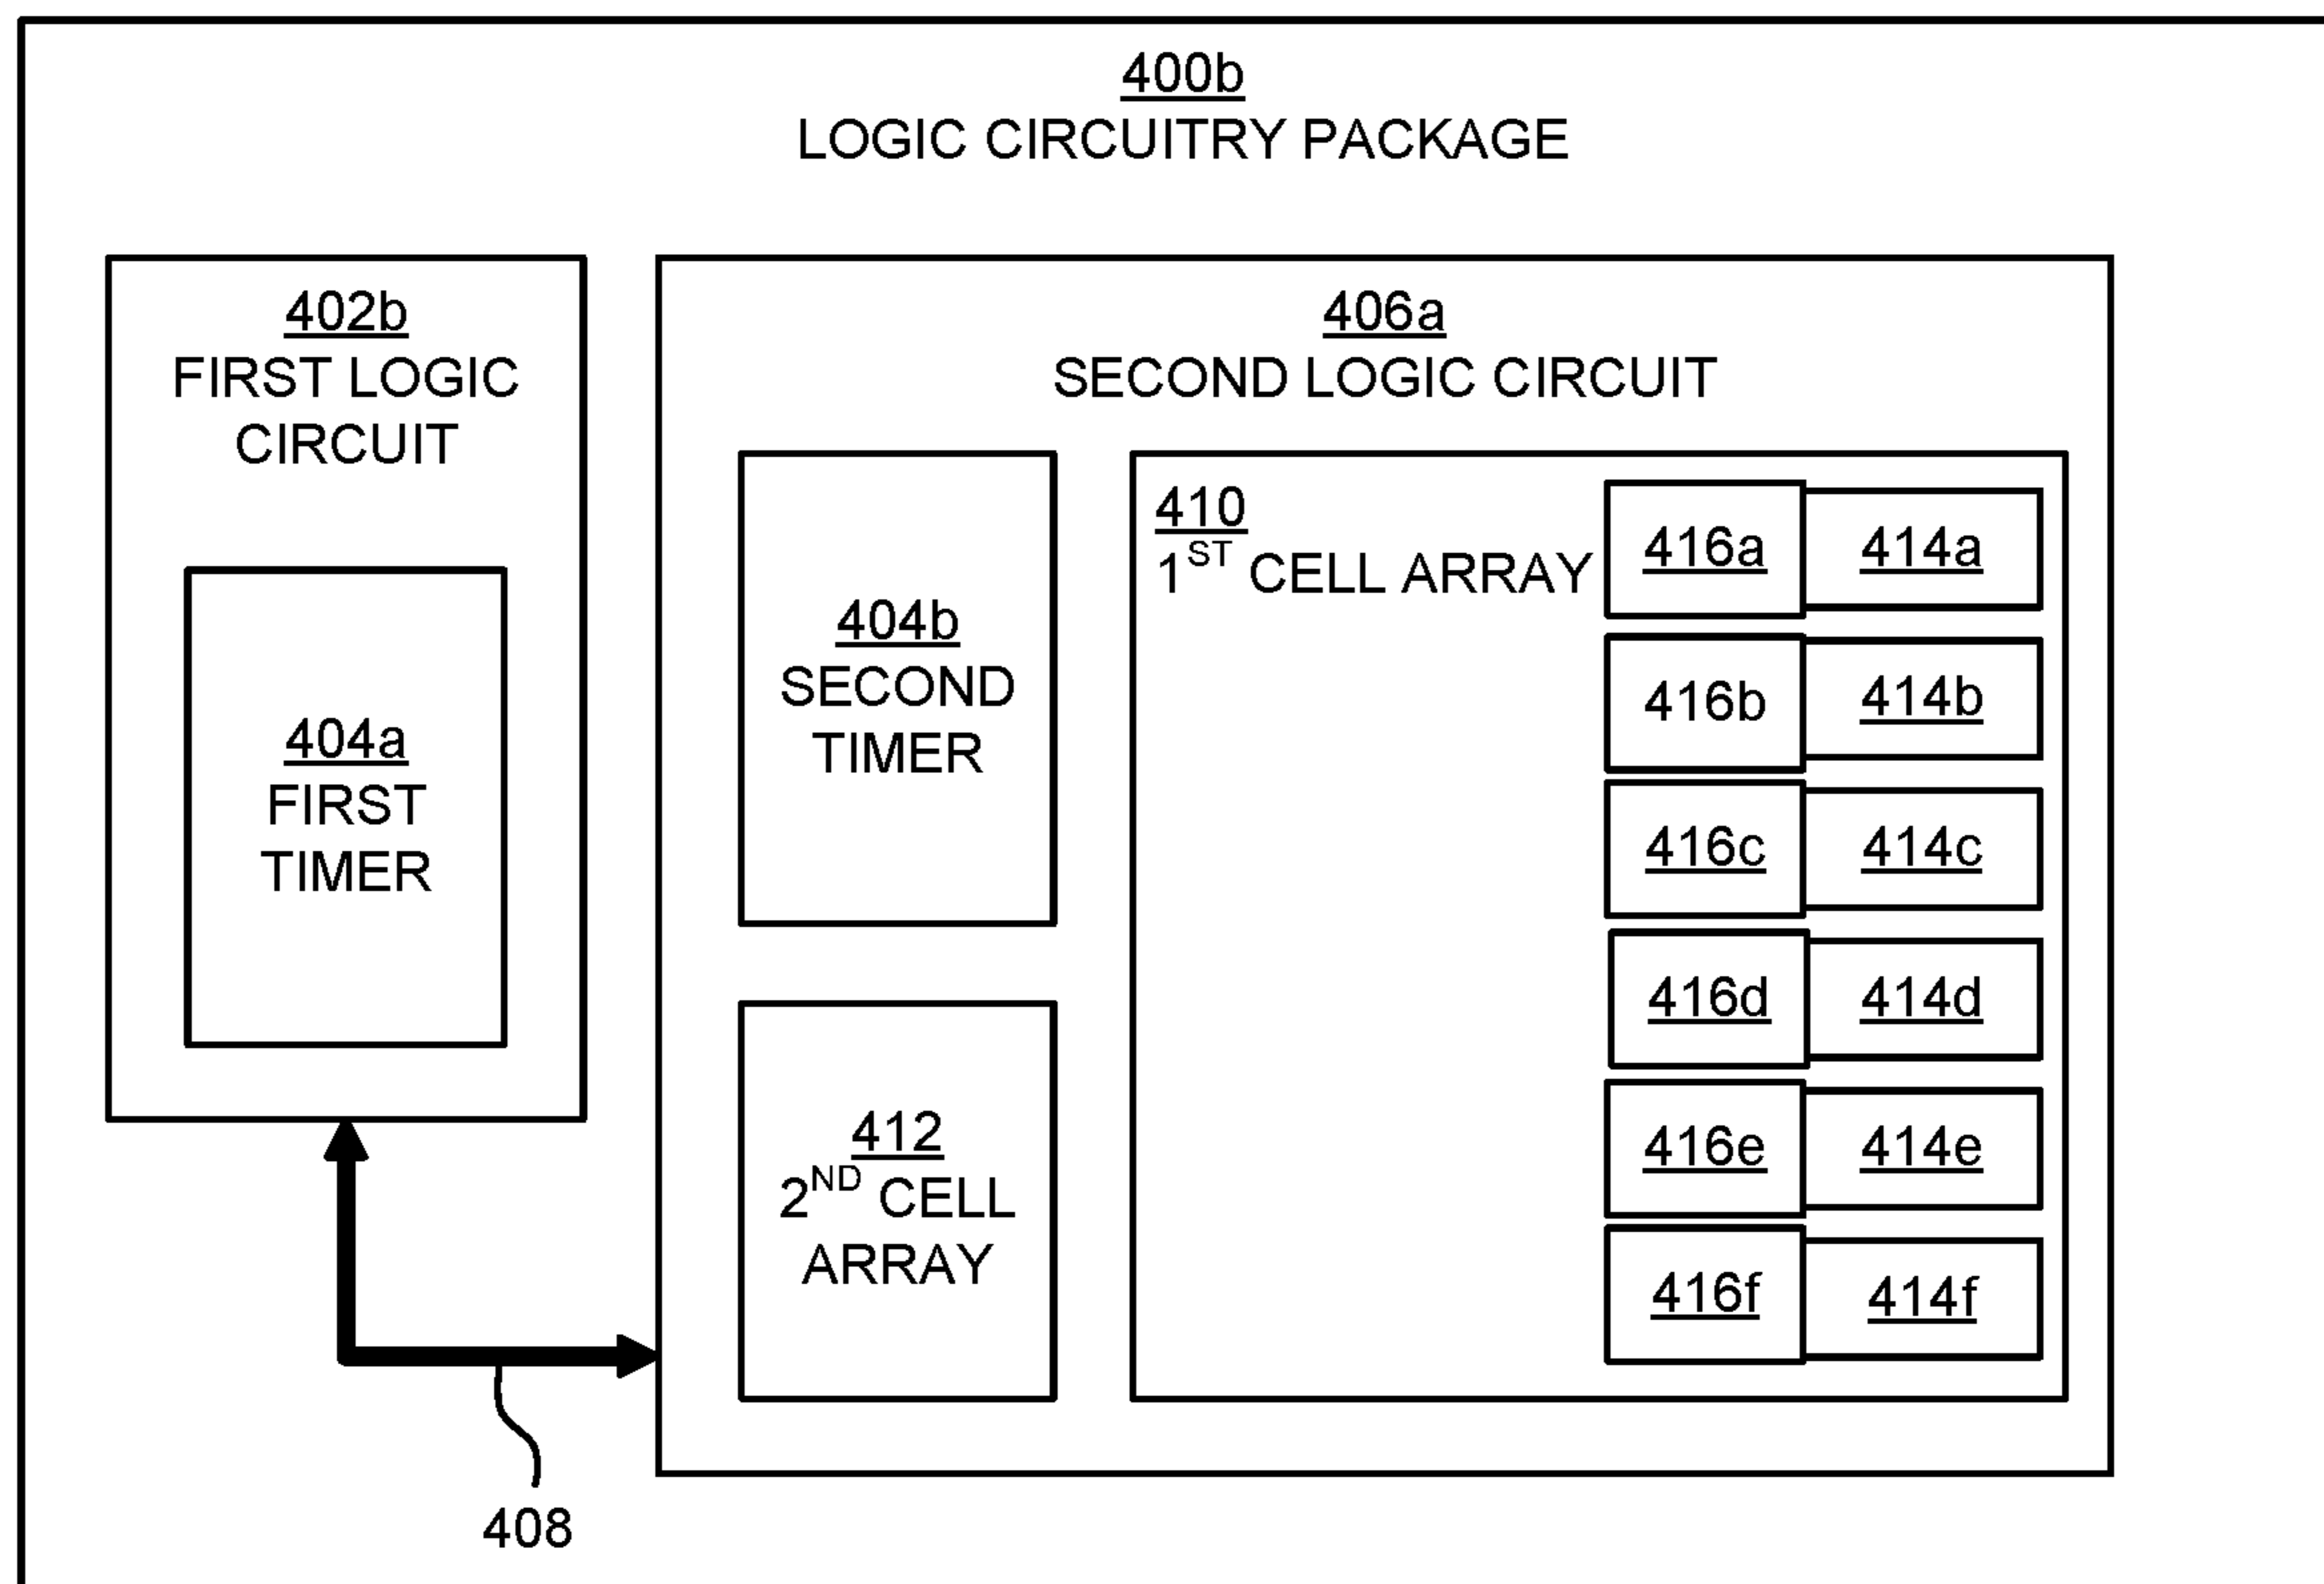 400b
LOGIC CIRCUITRY PACKAGE
402b
FIRST LOGIC
CIRCUIT
404a
FIRST
TIMER
406a
SECOND LOGIC CIRCUIT
404b
SECOND
TIMER
412
2ND CELL
ARRAY
410
1ST CELL ARRAY
416a 414a
416b 414b
416c 414c
416d 414d
416e 414e
416f 414f
408